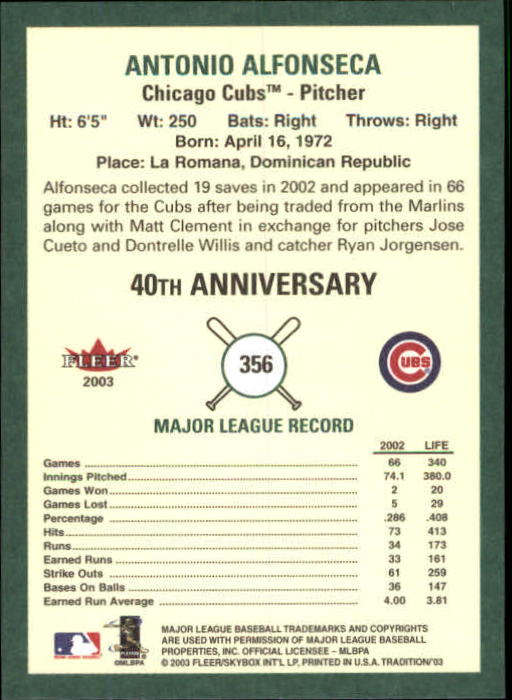 ANTONIO ALFONSECA
Chicago Cubs™ - Pitcher
Ht: 6'5" Wt: 250 Bats: Right Throws: Right
Born: April 16, 1972
Place: La Romana, Dominican Republic
Alfonseca collected 19 saves in 2002 and appeared in 66
games for the Cubs after being traded from the Marlins
along with Matt Clement in exchange for pitchers Jose
Cueto and Dontrelle Willis and catcher Ryan Jorgensen.
40TH ANNIVERSARY
FLEER®
2003
356
CUBS
MAJOR LEAGUE RECORD
2002 LIFE
Games 66 340
Innings Pitched 74.1 380.0
Games Won 2 20
Games Lost 5 29
Percentage .286 .408
Hits 73 413
Runs 34 173
Earned Runs 33 161
Strike Outs 61 259
Bases On Balls 36 147
Earned Run Average 4.00 3.81
MAJOR LEAGUE BASEBALL TRADEMARKS AND COPYRIGHTS
ARE USED WITH PERMISSION OF MAJOR LEAGUE BASEBALL
PROPERTIES, INC. OFFICIAL LICENSEE - MLBPA
© 2003 FLEER/SKYBOX INT'L LP, PRINTED IN U.S.A. TRADITION'03
©MLBPA